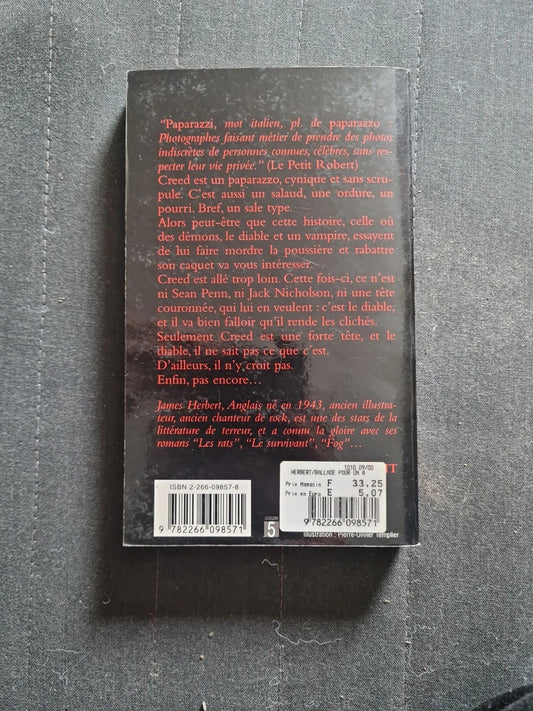 “Paparazzi, mot italien, pl. de paparazzo :
Photographes faisant métier de prendre des photos
indiscrètes de personnes connues, célèbres, sans res-
pecter leur vie privée.” (Le Petit Robert)
Creed est un paparazzo, cynique et sans scru-
pule. C’est aussi un salaud, une ordure, un
pourri. Bref, un sale type.
Alors peut-être que cette histoire, celle où
des démons, le diable et un vampire, essayent
de lui faire mordre la poussière et rabattre
son caquet va vous intéresser.
Creed est allé trop loin. Cette fois-ci, ce n’est
ni Sean Penn, ni Jack Nicholson, ni une tête
couronnée, qui lui en veulent : c’est le diable,
et il va bien falloir qu’il rende les clichés.
Seulement Creed est une forte tête, et le
diable, il ne sait pas ce que c’est.
D’ailleurs, il n’y croit pas.
Enfin, pas encore…
James Herbert, Anglais né en 1943, ancien illustra-
teur, ancien chanteur de rock, est une des stars de la
littérature de terreur, et a connu la gloire avec ses
romans “Les rats”, “Le survivant”, “Fog”…
ISBN 2-266-09857-8
9 782266 098571
CATÉGORIE
5
1010 09/00
HERBERT/BALLADE POUR UN A
Prix Magasin F 33,25
Prix en Euro E 5,07
9 782266 098571
Illustration : Pierre-Olivier Templier